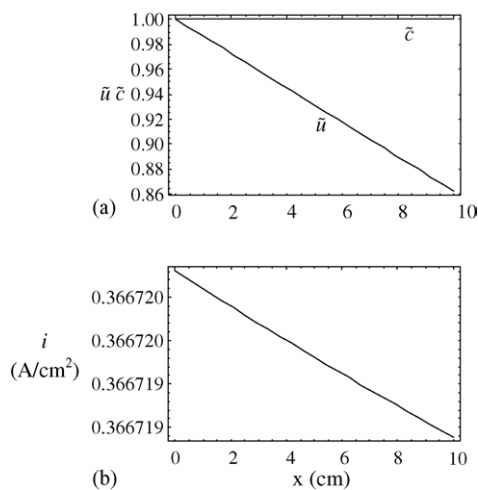 1.00
0.98
0.96
0.94
0.92
0.90
0.88
0.86
ũ c̃
c̃
ũ
0 2 4 6 8 10
(a)
0.366720
0.366720
0.366719
0.366719
i
(A/cm²)
0 2 4 6 8 10
(b)
x (cm)